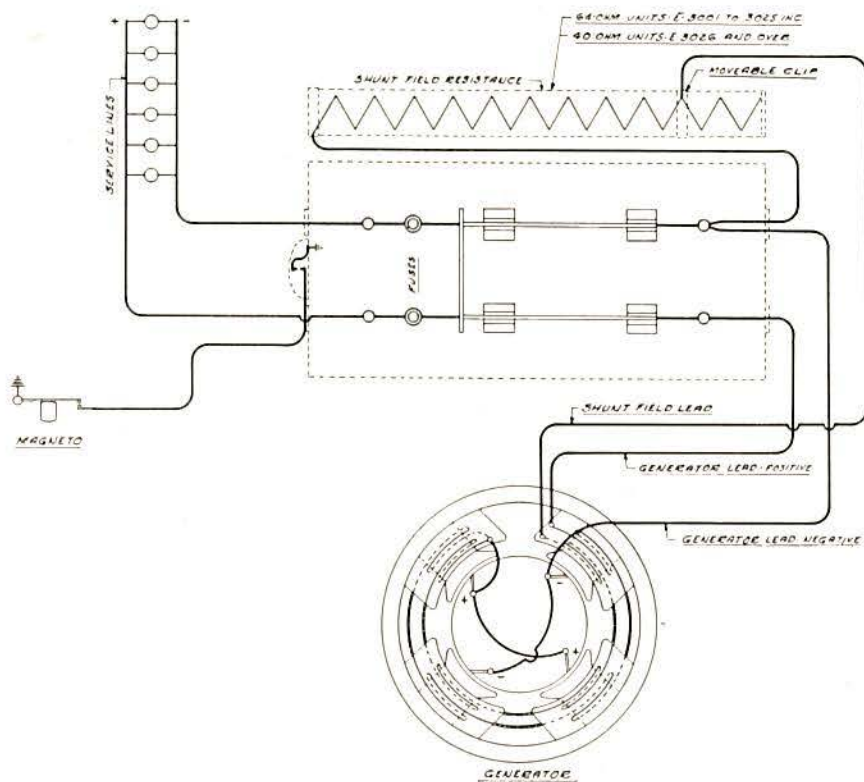 64-OHM UNITS: E-3001 TO 3025 INC
40 OHM UNITS: E 3026 AND OVER
SHUNT FIELD RESISTANCE
MOVEABLE CLIP
+ -
SERVICE LINES
FUSES
MAGNETO
SHUNT FIELD LEAD
GENERATOR LEAD-POSITIVE
GENERATOR LEAD NEGATIVE
+ -
- +
GENERATOR